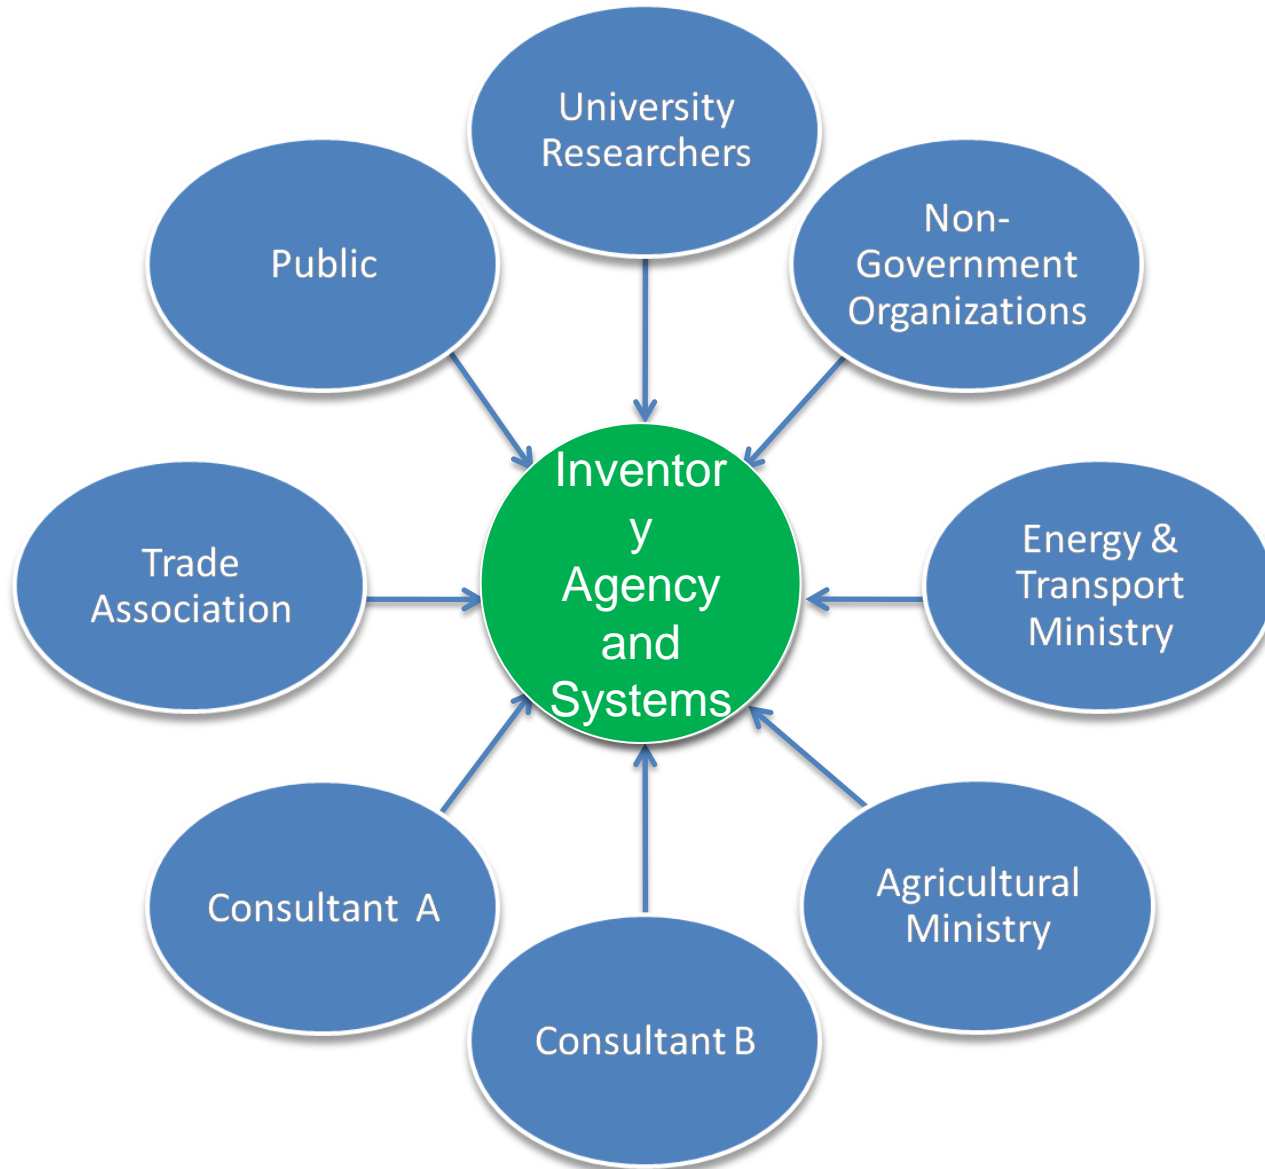 University
Researchers
Public
Non-
Government
Organizations
Inventor
y
Agency
and
Systems
Trade
Association
Energy &
Transport
Ministry
Consultant A
Agricultural
Ministry
Consultant B